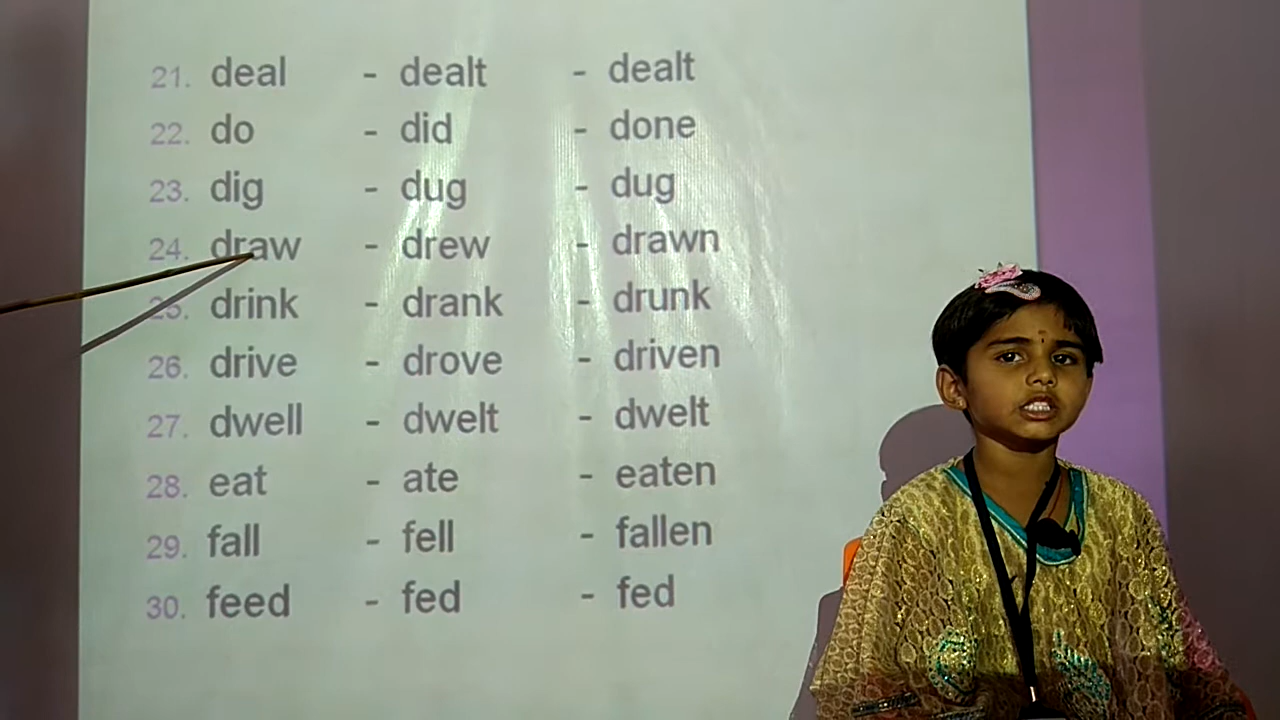 21. deal - dealt - dealt
22. do - did - done
23. dig - dug - dug
24. draw - drew - drawn
25. drink - drank - drunk
26. drive - drove - driven
27. dwell - dwelt - dwelt
28. eat - ate - eaten
29. fall - fell - fallen
30. feed - fed - fed